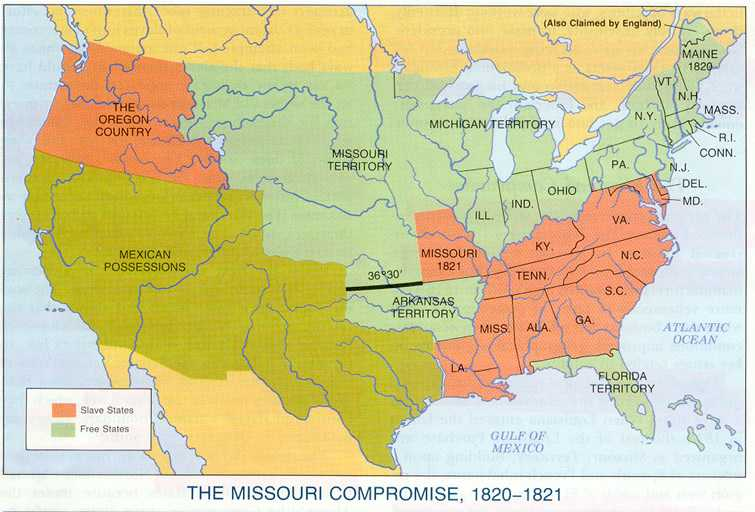 (Also Claimed by England)
MAINE
1820
VT.
N.H.
MASS.
N.Y.
R.I.
CONN.
THE
OREGON
COUNTRY
MICHIGAN TERRITORY
MISSOURI
TERRITORY
PA.
N.J.
OHIO
DEL.
ILL.
IND.
MD.
VA.
MEXICAN
POSSESSIONS
MISSOURI
1821
KY.
N.C.
36°30'
TENN.
S.C.
ARKANSAS
TERRITORY
MISS.
ALA.
GA.
ATLANTIC
OCEAN
LA.
FLORIDA
TERRITORY
Slave States
Free States
GULF OF
MEXICO
THE MISSOURI COMPROMISE, 1820–1821